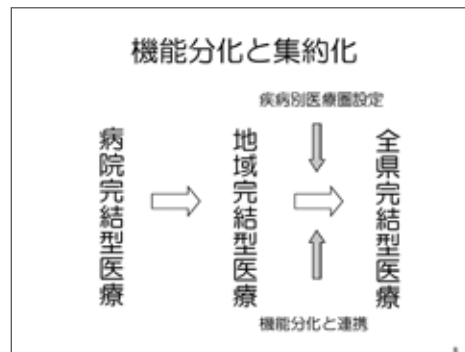 機能分化と集約化
疾病別医療圏設定
病院完結型医療
地域完結型医療
全県完結型医療
機能分化と連携